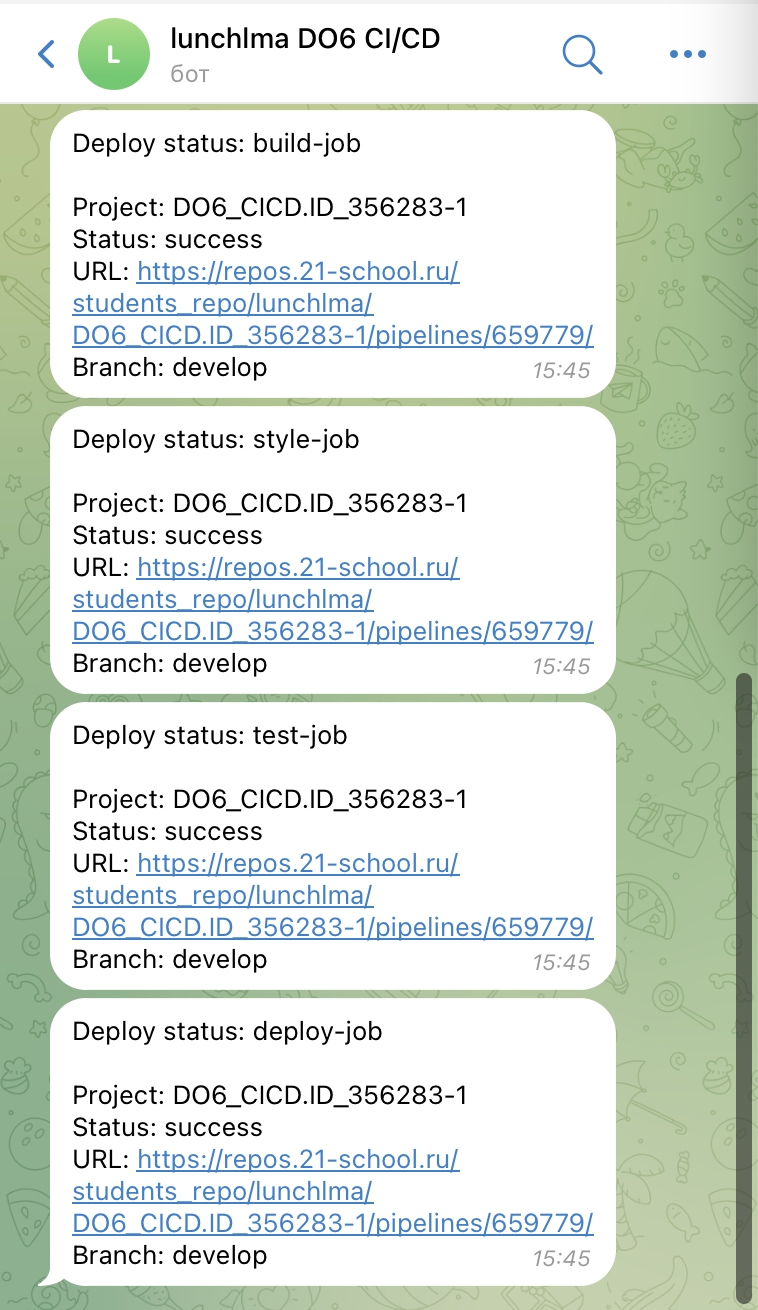 lunchlma DO6 CI/CD
L
бот
Deploy status: build-job
Project: DO6_CICD.ID_356283-1
Status: success
URL: https://repos.21-school.ru/
students_repo/lunchlma/
DO6_CICD.ID_356283-1/pipelines/659779/
Branch: develop
15:45
Deploy status: style-job
Project: DO6_CICD.ID_356283-1
Status: success
URL: https://repos.21-school.ru/
students_repo/lunchlma/
DO6_CICD.ID_356283-1/pipelines/659779/
Branch: develop
15:45
Deploy status: test-job
Project: DO6_CICD.ID_356283-1
Status: success
URL: https://repos.21-school.ru/
students_repo/lunchlma/
DO6_CICD.ID_356283-1/pipelines/659779/
Branch: develop
15:45
Deploy status: deploy-job
Project: DO6_CICD.ID_356283-1
Status: success
URL: https://repos.21-school.ru/
students_repo/lunchlma/
DO6_CICD.ID_356283-1/pipelines/659779/
Branch: develop
15:45